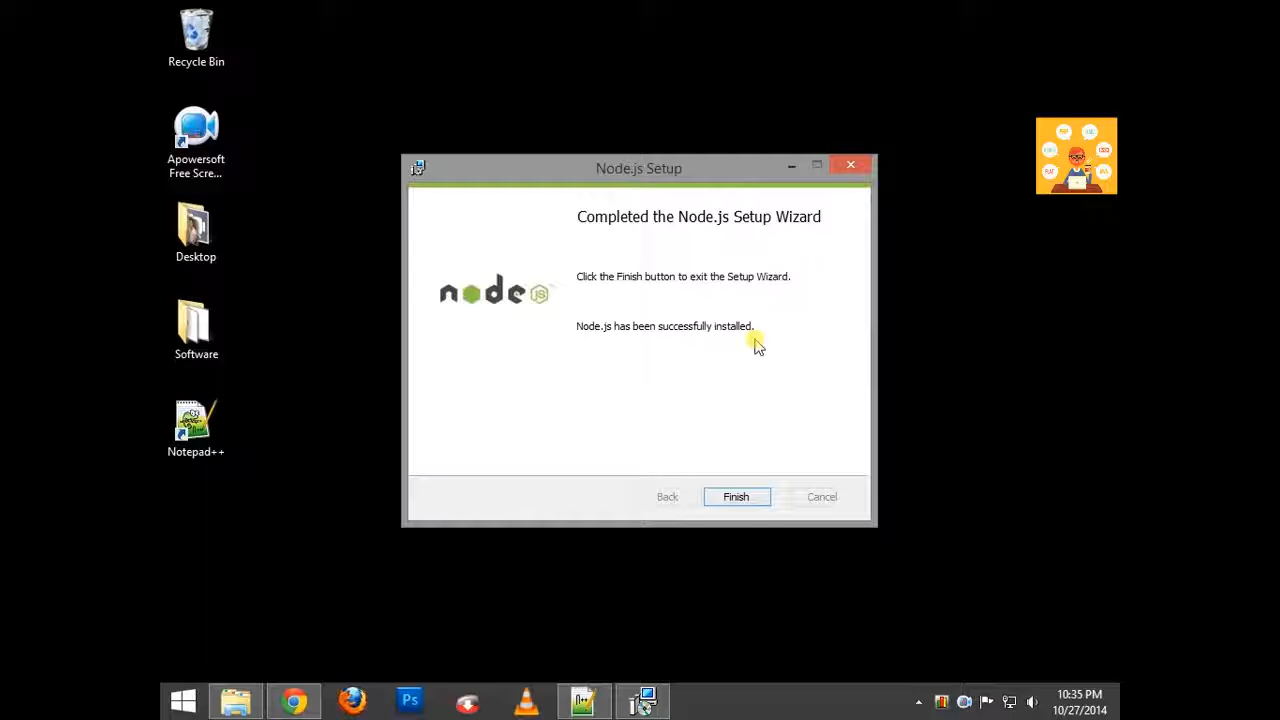 Recycle Bin
Apowersoft
Free Scre...
Desktop
Software
Notepad++
Node.js Setup
Completed the Node.js Setup Wizard
Click the Finish button to exit the Setup Wizard.
node JS
Node.js has been successfully installed.
Back
Finish
Cancel
Ps
10:35 PM
10/27/2014